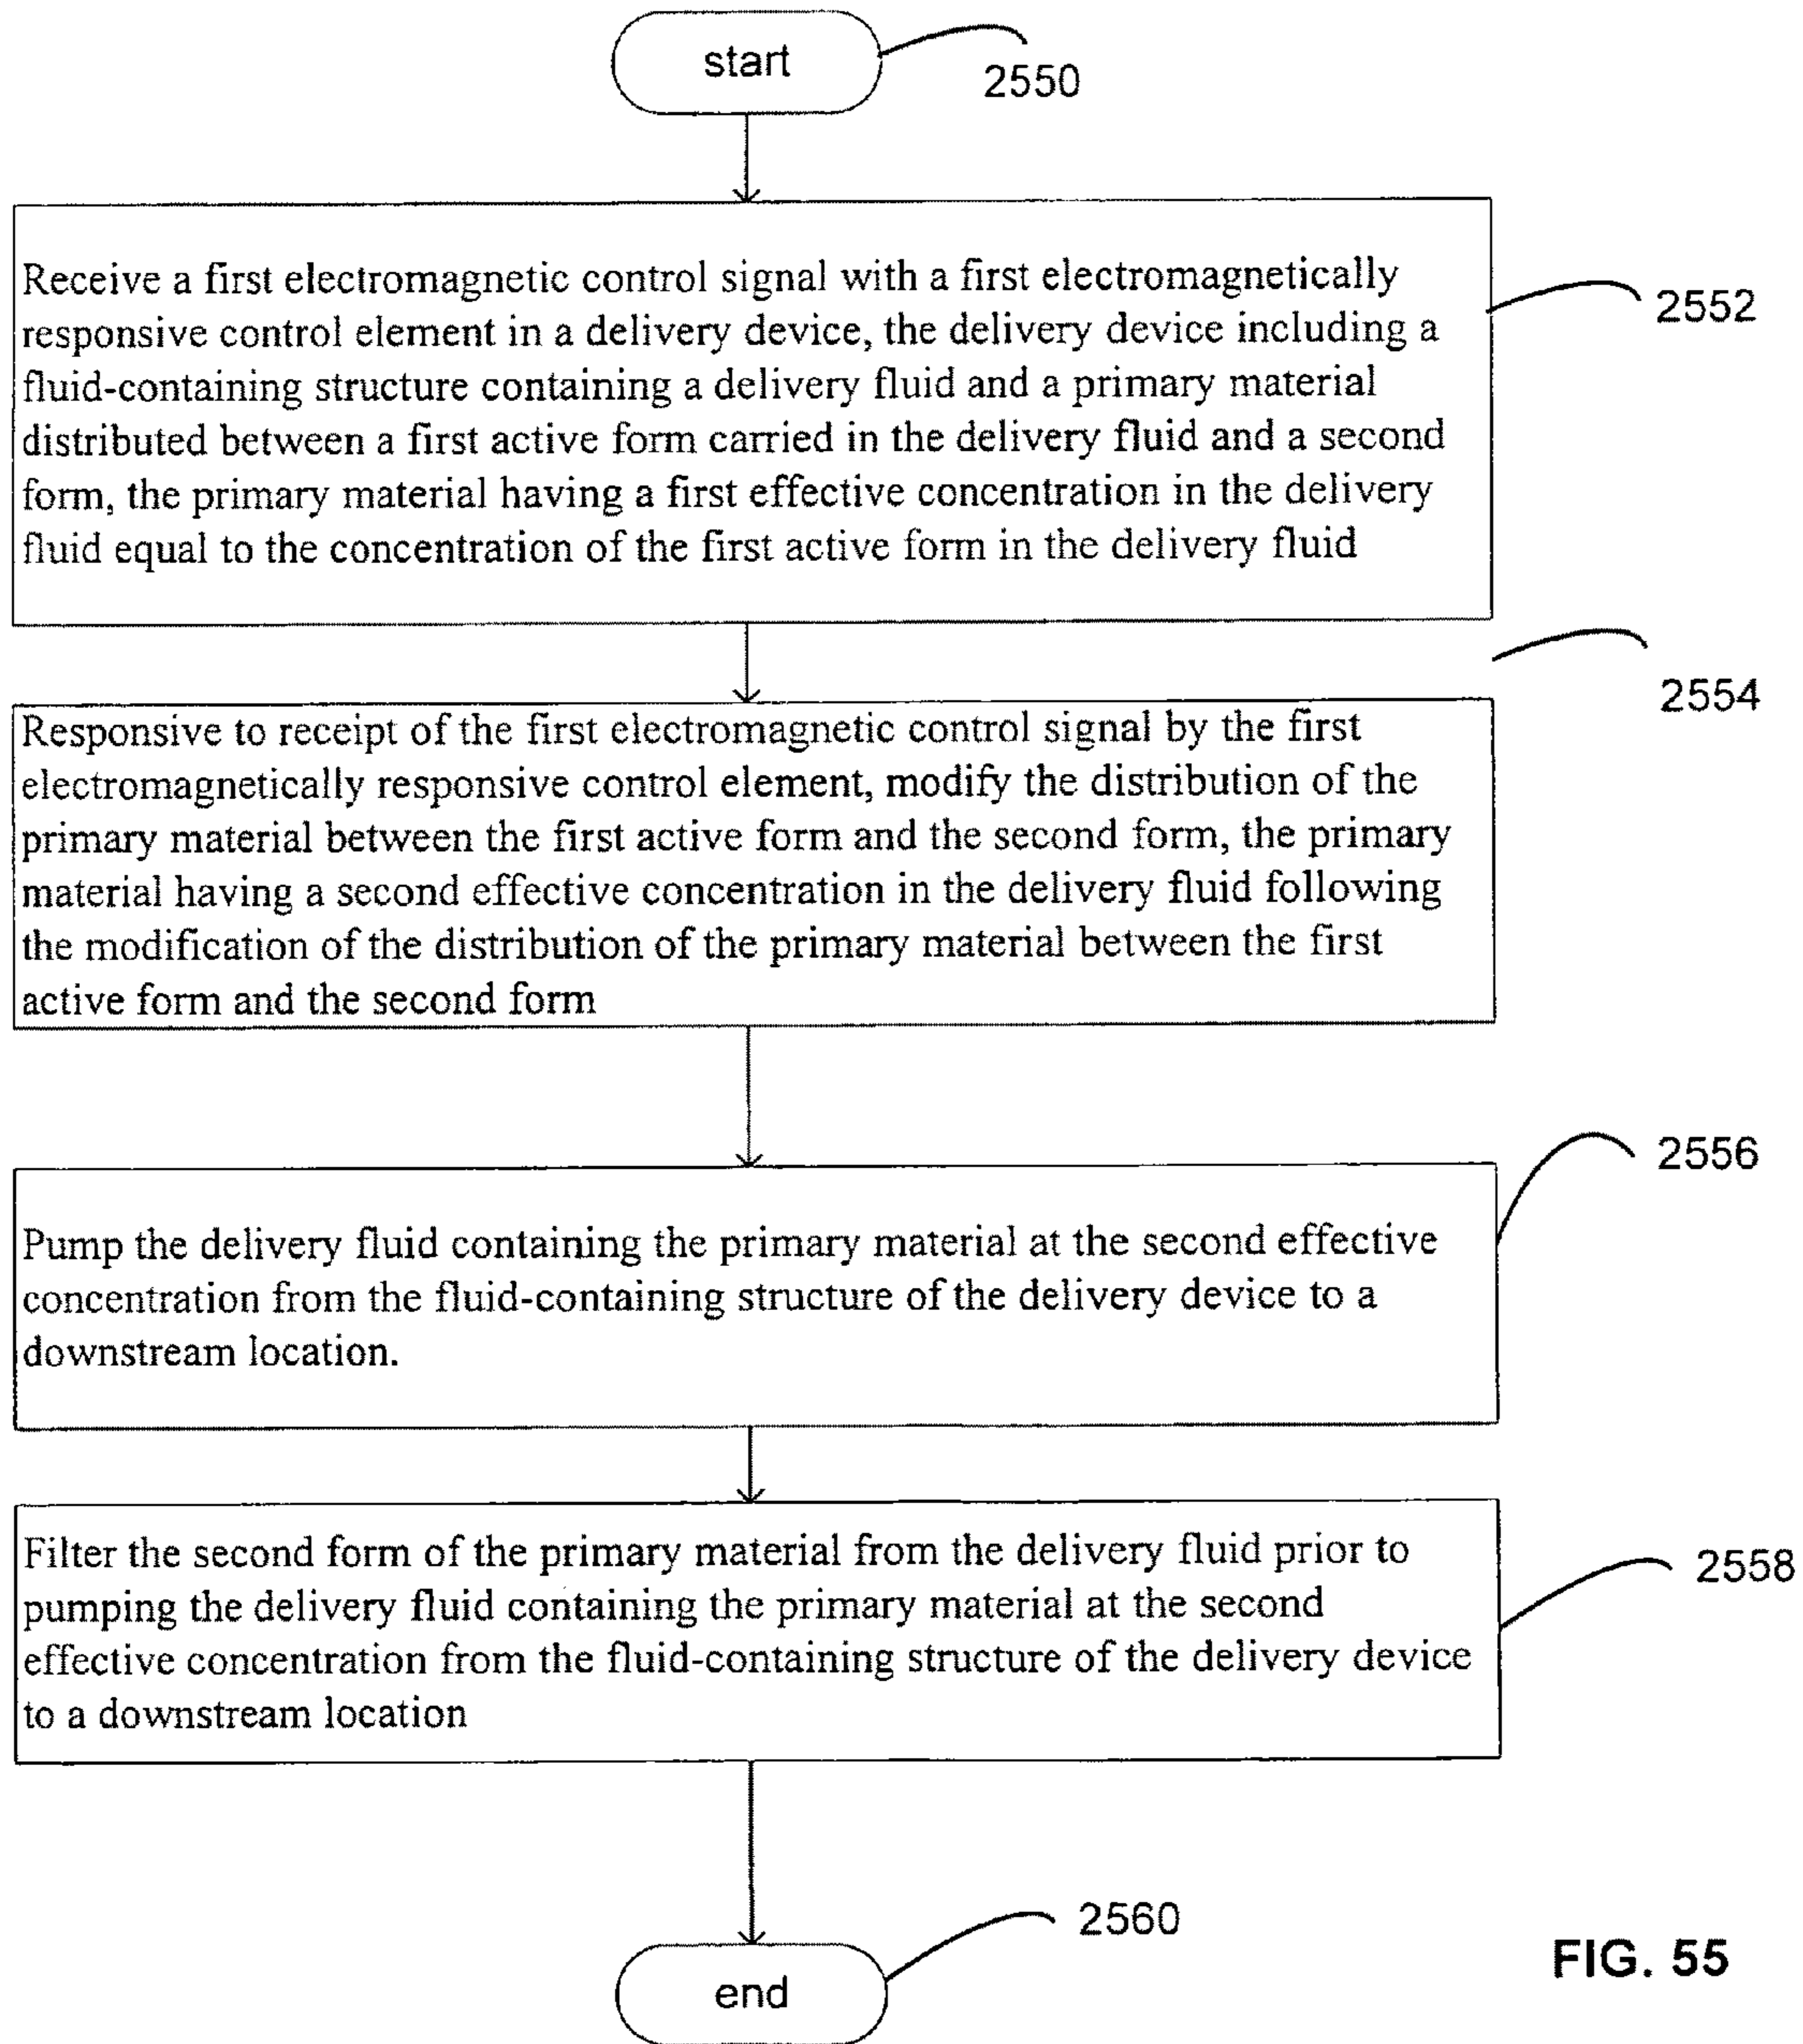 start
2550
Receive a first electromagnetic control signal with a first electromagnetically
responsive control element in a delivery device, the delivery device including a
fluid-containing structure containing a delivery fluid and a primary material
distributed between a first active form carried in the delivery fluid and a second
form, the primary material having a first effective concentration in the delivery
fluid equal to the concentration of the first active form in the delivery fluid
2552
2554
Responsive to receipt of the first electromagnetic control signal by the first
electromagnetically responsive control element, modify the distribution of the
primary material between the first active form and the second form, the primary
material having a second effective concentration in the delivery fluid following
the modification of the distribution of the primary material between the first
active form and the second form
2556
Pump the delivery fluid containing the primary material at the second effective
concentration from the fluid-containing structure of the delivery device to a
downstream location.
Filter the second form of the primary material from the delivery fluid prior to
pumping the delivery fluid containing the primary material at the second
effective concentration from the fluid-containing structure of the delivery device
to a downstream location
2558
2560
end
FIG. 55